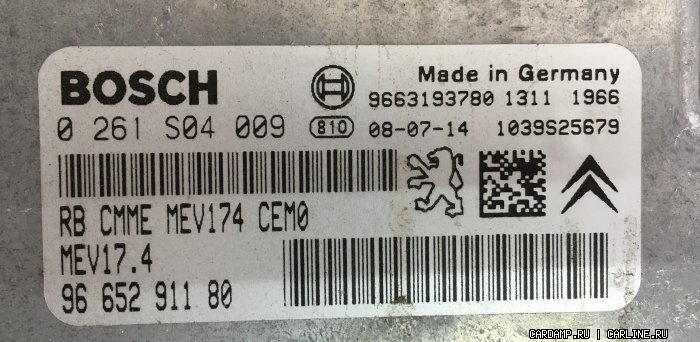 BOSCH
Made in Germany
9663193780 1311 1966
0 261 S04 009
810 08-07-14 1039S25679
RB CMME MEV174 CEM0
MEV17.4
96 652 911 80
CARDAMP.RU | CARLINE.RU